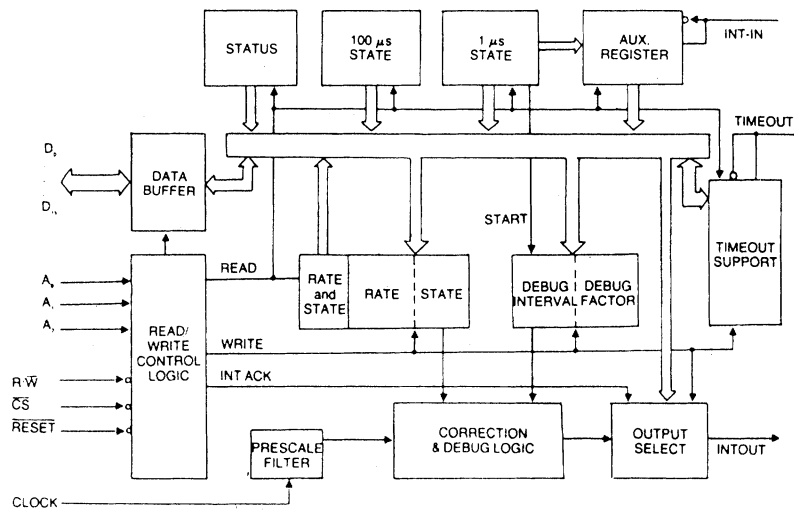 STATUS
100 μs
STATE
1 μs
STATE
AUX.
REGISTER
INT-IN
TIMEOUT
DATA
BUFFER
START
TIMEOUT
SUPPORT
READ
RATE
and
STATE
RATE
STATE
DEBUG
INTERVAL
DEBUG
FACTOR
READ/
WRITE
CONTROL
LOGIC
WRITE
INT ACK
R/W̅
C̅S̅
R̅E̅S̅E̅T̅
PRESCALE
FILTER
CORRECTION
& DEBUG LOGIC
OUTPUT
SELECT
INTOUT
CLOCK